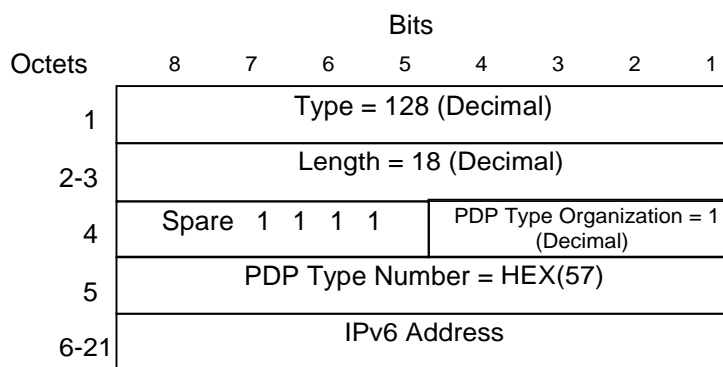 Bits
Octets 8 7 6 5 4 3 2 1
1 Type = 128 (Decimal)
2-3 Length = 18 (Decimal)
4 Spare 1 1 1 1 PDP Type Organization = 1
(Decimal)
5 PDP Type Number = HEX(57)
6-21 IPv6 Address